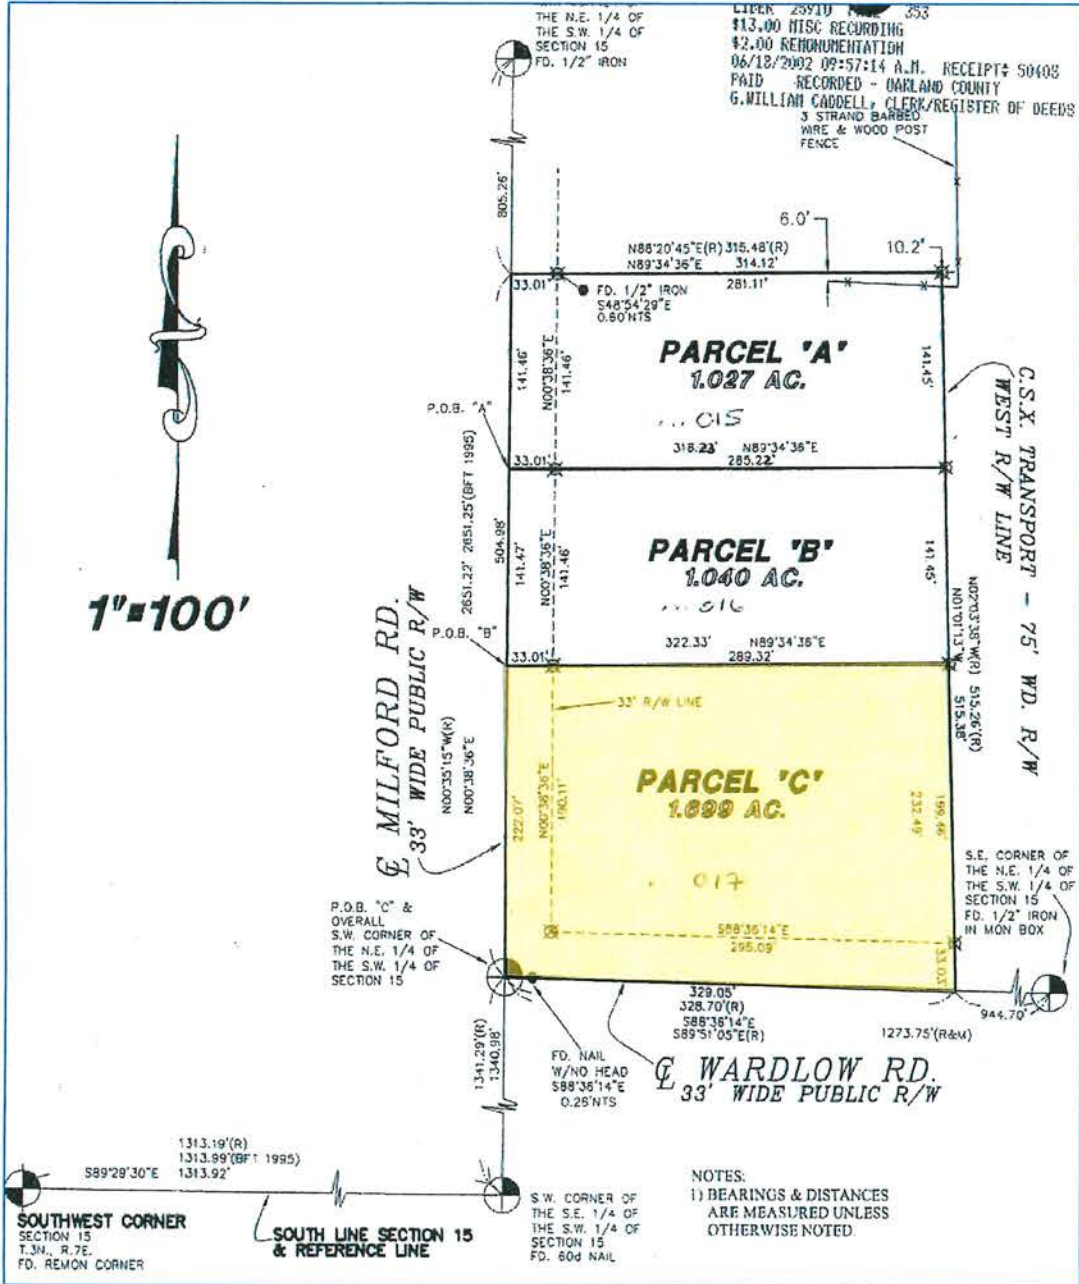 THE N.E. 1/4 OF
THE S.W. 1/4 OF
SECTION 15
FD. 1/2" IRON
LIBER 25910 353
$13.00 MISC RECORDING
$2.00 REMONUMENTATION
06/18/2002 09:57:14 A.M. RECEIPT# 50408
PAID RECORDED - OAKLAND COUNTY
G.WILLIAM CADDELL, CLERK/REGISTER OF DEEDS
3 STRAND BARBED
WIRE & WOOD POST
FENCE
805.26'
6.0'
10.2'
N88°20'45"E(R) 315.48'(R)
N89°34'36"E 314.12'
33.01'
281.11'
FD. 1/2" IRON
S48°54'29"E
0.60'NTS
141.46'
N00°38'36"E
141.46'
PARCEL 'A'
1.027 AC.
015
141.45'
C.S.X. TRANSPORT - 75' WD. R/W
WEST R/W LINE
P.O.B. "A"
318.23' N89°34'36"E
33.01'
285.22'
1"=100'
2651.22' 2651.25'(BFT 1995)
504.98'
141.47'
N00°38'36"E
141.46'
PARCEL 'B'
1.040 AC.
016
141.45'
N02°03'38"W(R) 515.26'(R)
N01°01'13"W 515.38'
P.O.B. "B"
322.33' N89°34'36"E
33.01'
289.32'
33' R/W LINE
℄ MILFORD RD.
33' WIDE PUBLIC R/W
N00°35'15"W(R)
N00°38'36"E
222.07'
N00°38'36"E
190.11'
PARCEL 'C'
1.699 AC.
017
199.46'
232.49'
S88°36'14"E
295.09'
33.03'
S.E. CORNER OF
THE N.E. 1/4 OF
THE S.W. 1/4 OF
SECTION 15
FD. 1/2" IRON
IN MON BOX
P.O.B. "C" &
OVERALL
S.W. CORNER OF
THE N.E. 1/4 OF
THE S.W. 1/4 OF
SECTION 15
329.05'
328.70'(R)
S88°36'14"E
S89°51'05"E(R)
944.70'
1273.75'(R&M)
1341.29'(R)
1340.98'
FD. NAIL
W/NO HEAD
S88°36'14"E
0.26'NTS
℄ WARDLOW RD.
33' WIDE PUBLIC R/W
1313.19'(R)
1313.99'(BFT 1995)
S89°29'30"E 1313.92'
SOUTHWEST CORNER
SECTION 15
T.3N., R.7E.
FD. REMON CORNER
SOUTH LINE SECTION 15
& REFERENCE LINE
S.W. CORNER OF
THE S.E. 1/4 OF
THE S.W. 1/4 OF
SECTION 15
FD. 60d NAIL
NOTES:
1) BEARINGS & DISTANCES
ARE MEASURED UNLESS
OTHERWISE NOTED.